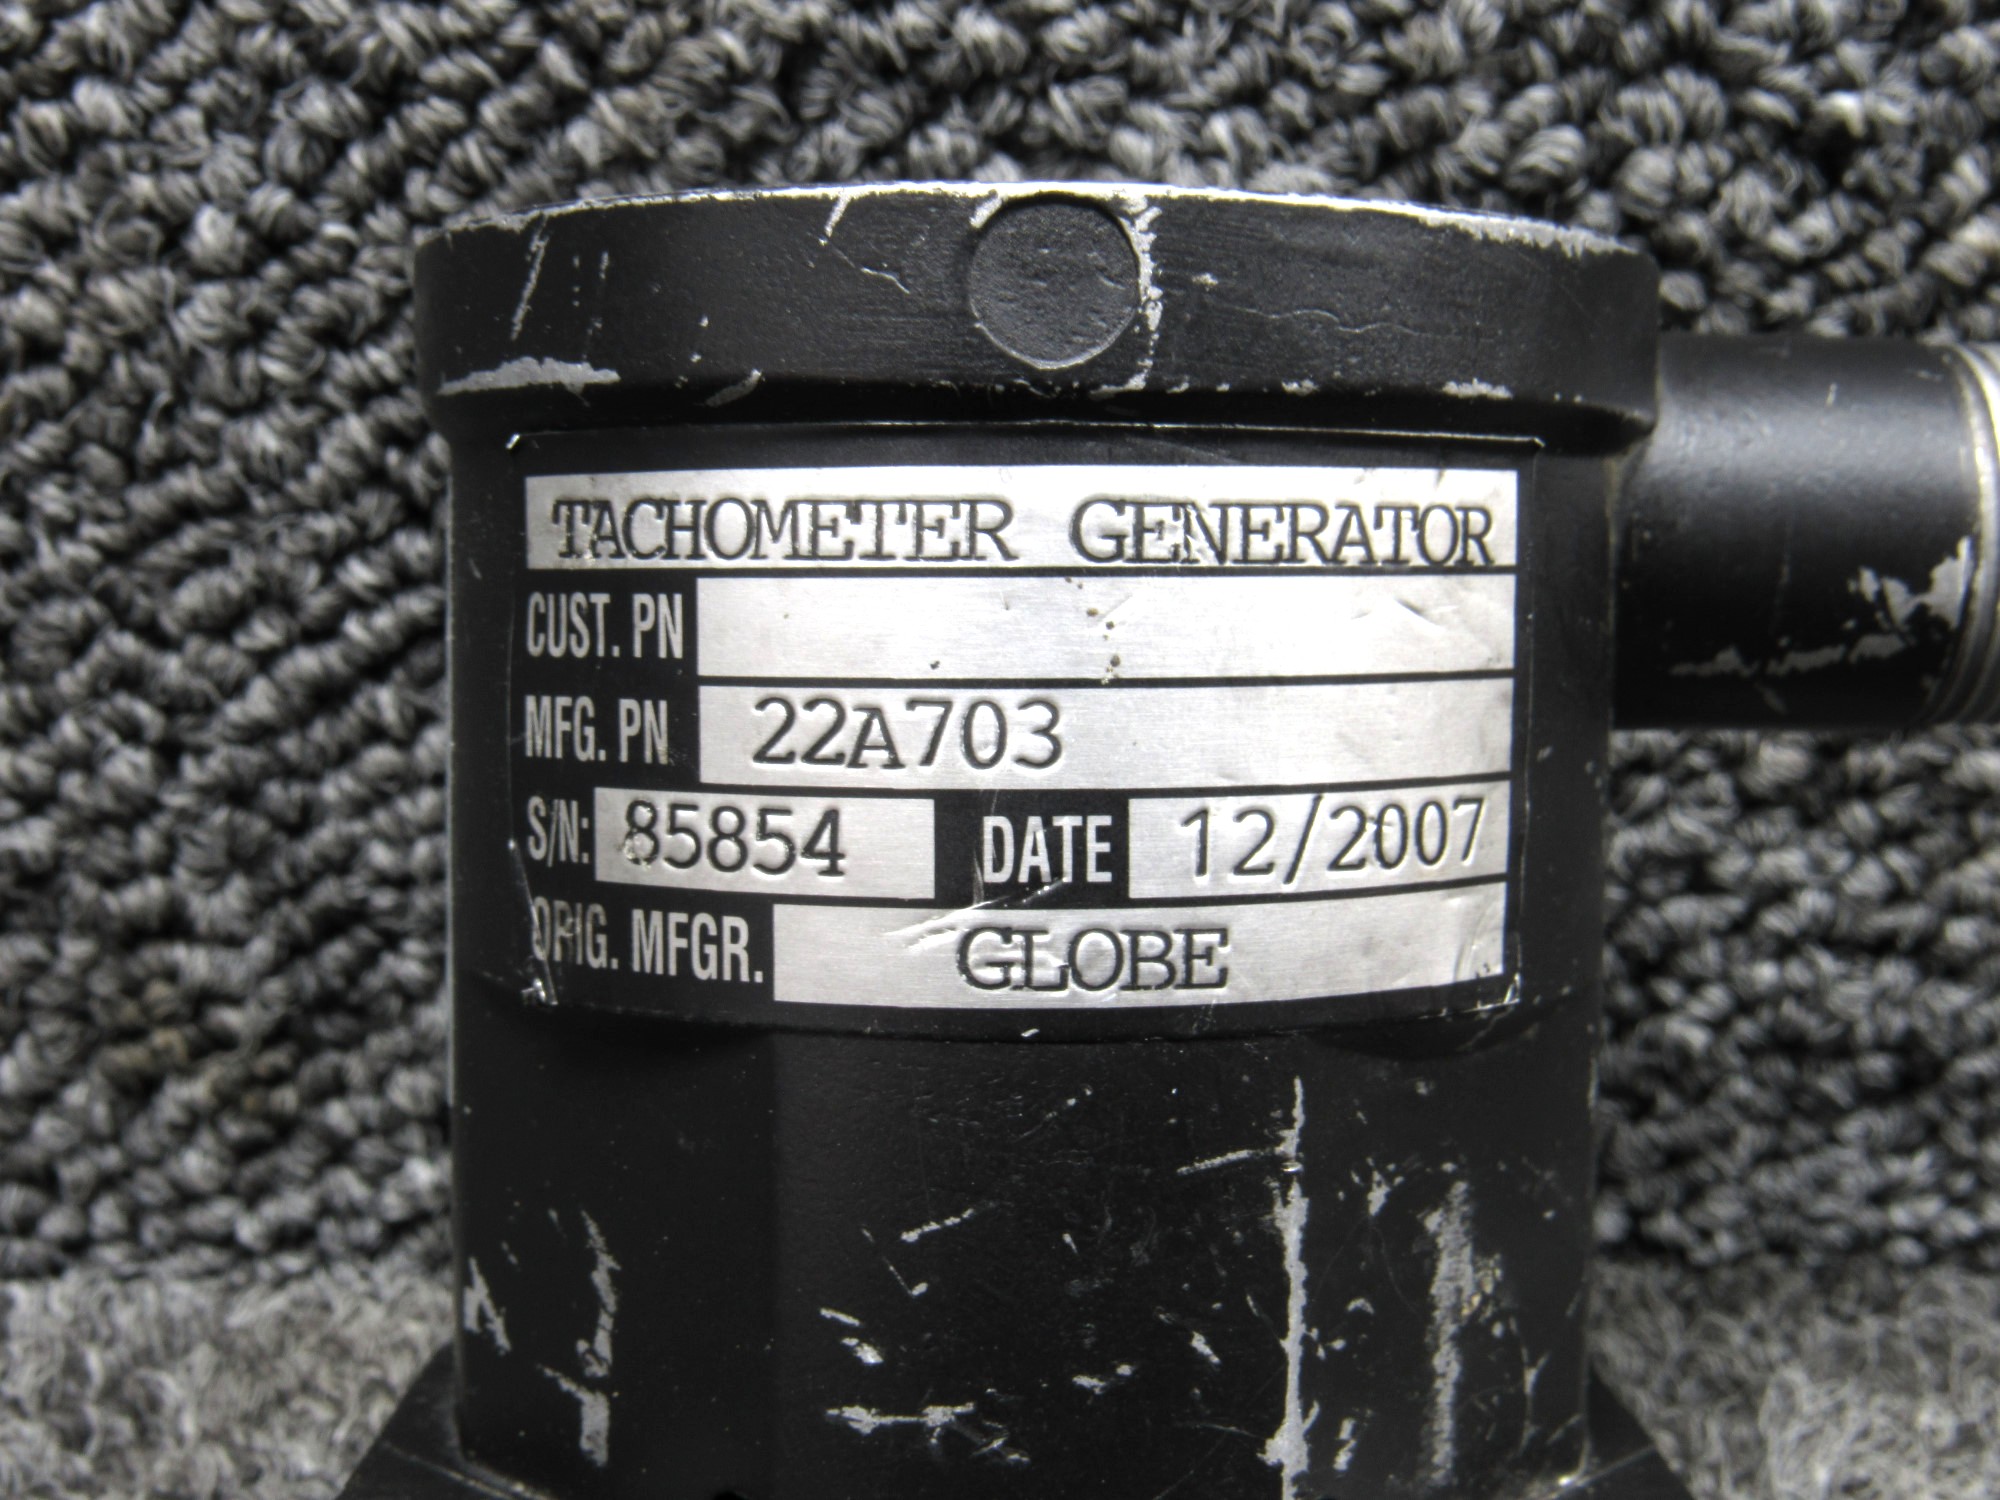 TACHOMETER GENERATOR
CUST. PN
MFG. PN 22A703
S/N: 85854 DATE 12/2007
ORIG. MFGR. GLOBE